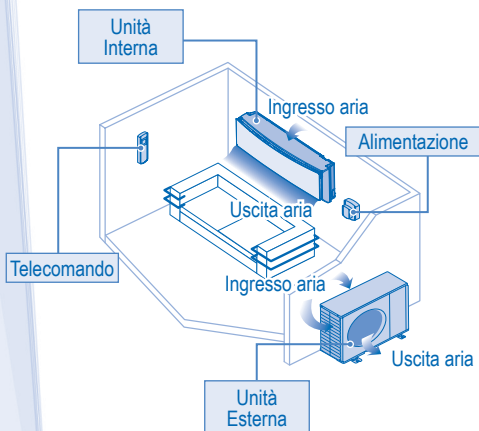 Unità
Interna
Ingresso aria
Alimentazione
Uscita aria
Telecomando
Ingresso aria
Uscita aria
Unità
Esterna